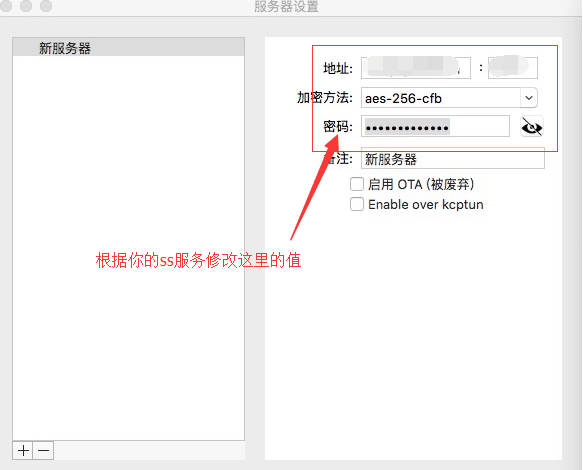 服务器设置
新服务器
地址:
:
加密方法: aes-256-cfb
密码: •••••••••••••
备注: 新服务器
启用 OTA (被废弃)
Enable over kcptun
根据你的ss服务修改这里的值